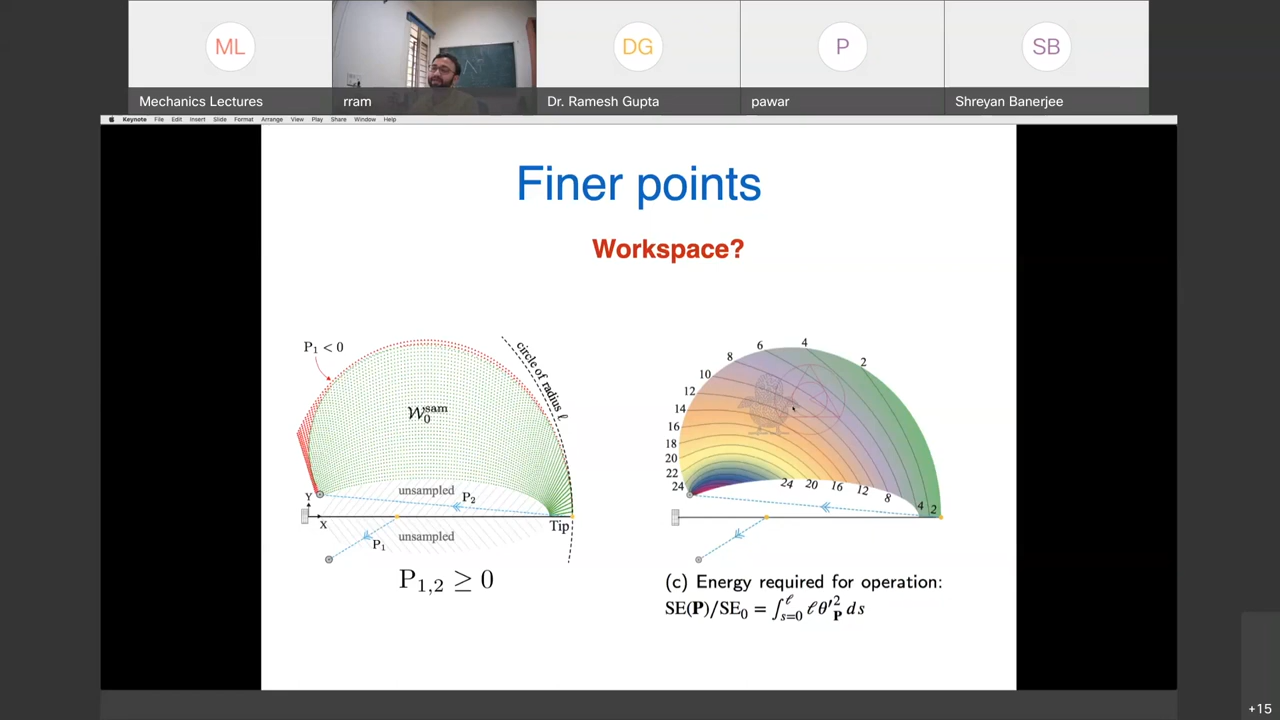 ML
DG
P
SB
Mechanics Lectures
rram
Dr. Ramesh Gupta
pawar
Shreyan Banerjee
Keynote File Edit Insert Slide Format Arrange View Play Share Window Help
Finer points
Workspace?
P₁ < 0
circle of radius ℓ
𝒲₀ˢᵃᵐ
unsampled
P₂
Y
X
Tip
unsampled
P₁
P₁,₂ ≥ 0
2
4
6
8
10
12
14
16
18
20
22
24
24 20 16 12 8 4 2
(c) Energy required for operation:
SE(P)/SE₀ = ∫ₛ₌₀^ℓ ℓθ′²_P ds
+15